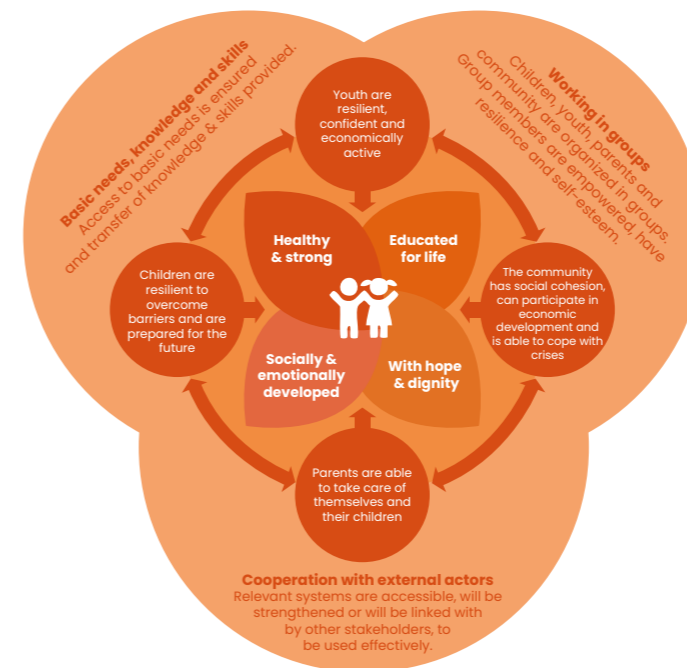 Basic needs, knowledge and skills
Access to basic needs is ensured
and transfer of knowledge & skills provided.
Working in groups
Children, youth, parents and
community are organized in groups.
Group members are empowered, have
resilience and self-esteem.
Youth are
resilient,
confident and
economically
active
Healthy
& strong
Educated
for life
Children are
resilient to
overcome
barriers and are
prepared for the
future
The community
has social cohesion,
can participate in
economic
development and
is able to cope with
crises
Socially &
emotionally
developed
With hope
& dignity
Parents are able
to take care of
themselves and
their children
Cooperation with external actors
Relevant systems are accessible, will be
strengthened or will be linked with
by other stakeholders, to
be used effectively.